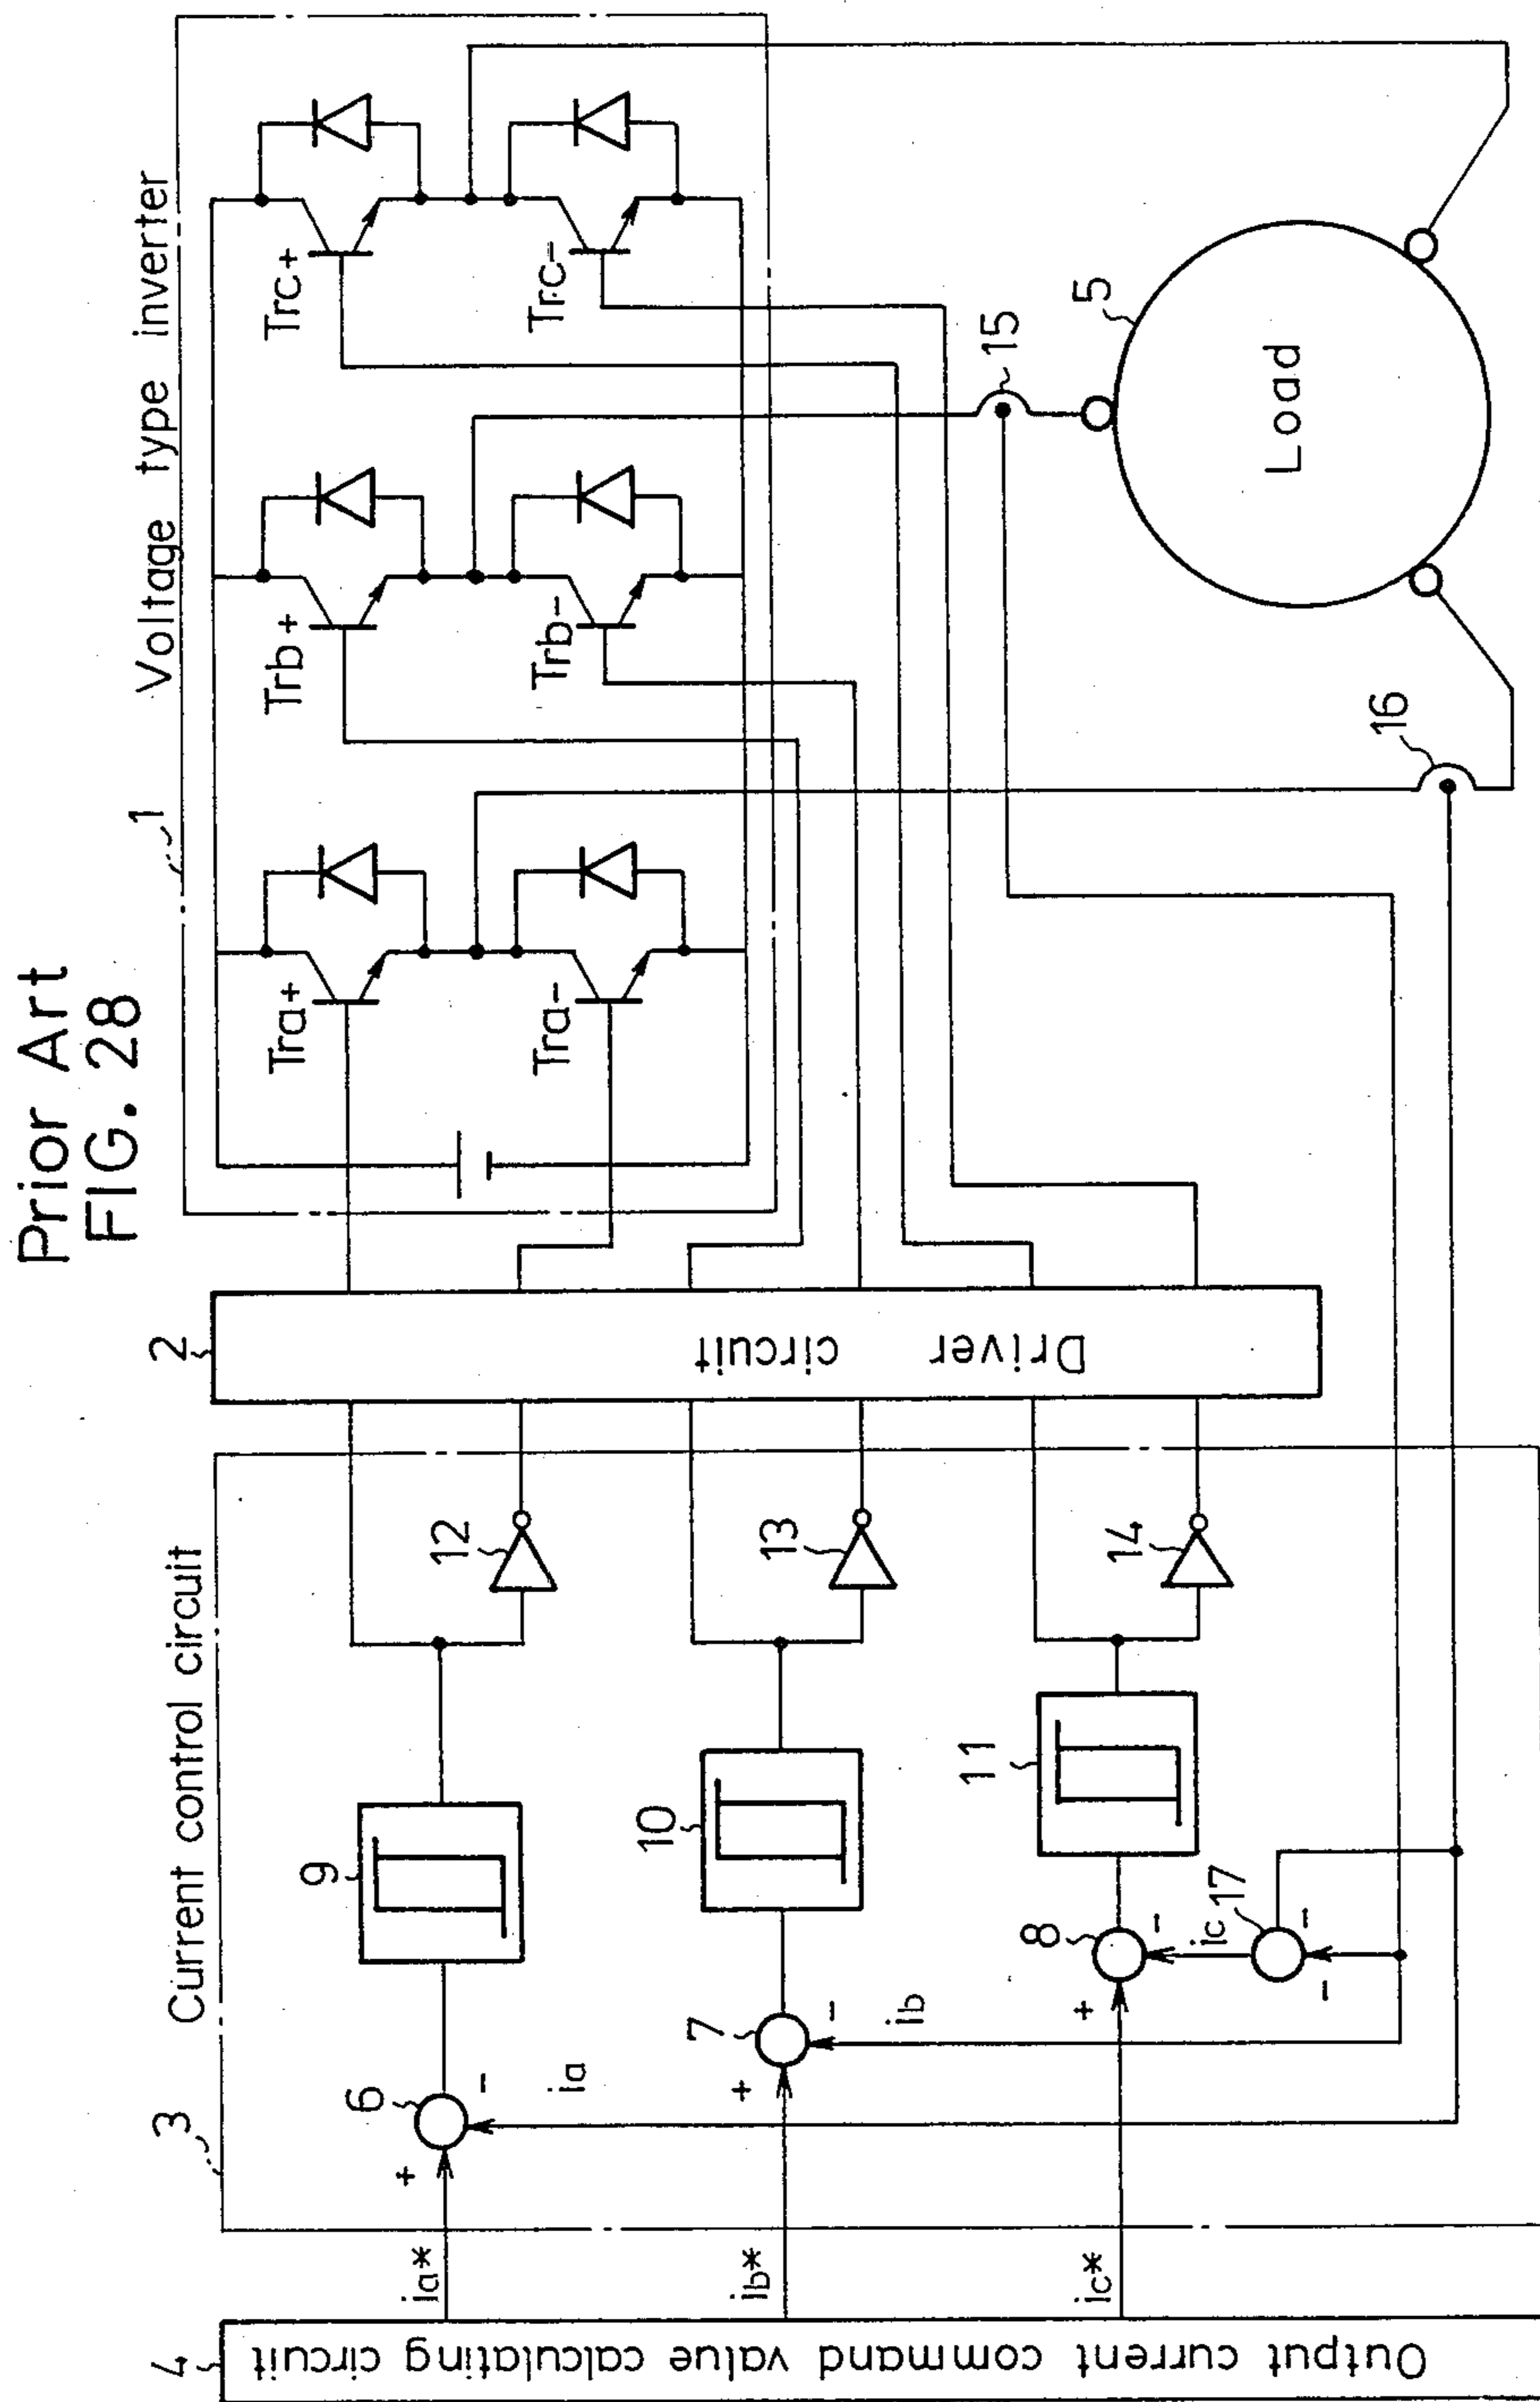 Prior Art
FIG. 28
1
Voltage type inverter
Tra+
Trb+
Trc+
Tra-
Trb-
Trc-
2
Driver circuit
15
5
Load
16
Current control circuit
3
9
12
10
13
11
14
6
+
-
ia
7
+
-
ib
8
+
-
ic
17
-
-
4
Output current command value calculating circuit
ia*
ib*
ic*